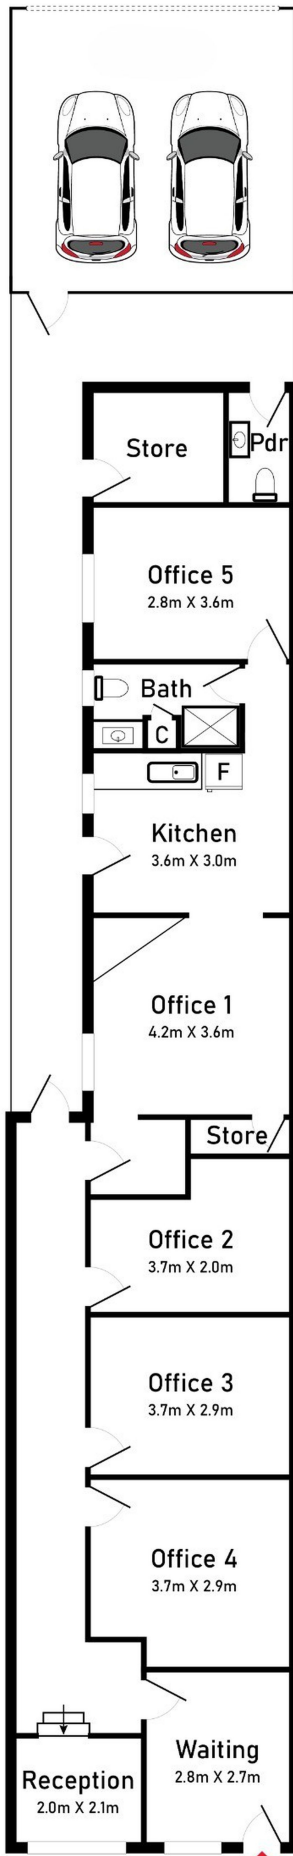 Store
Pdr
Office 5
2.8m X 3.6m
Bath
C
F
Kitchen
3.6m X 3.0m
Office 1
4.2m X 3.6m
Store
Office 2
3.7m X 2.0m
Office 3
3.7m X 2.9m
Office 4
3.7m X 2.9m
Waiting
2.8m X 2.7m
Reception
2.0m X 2.1m